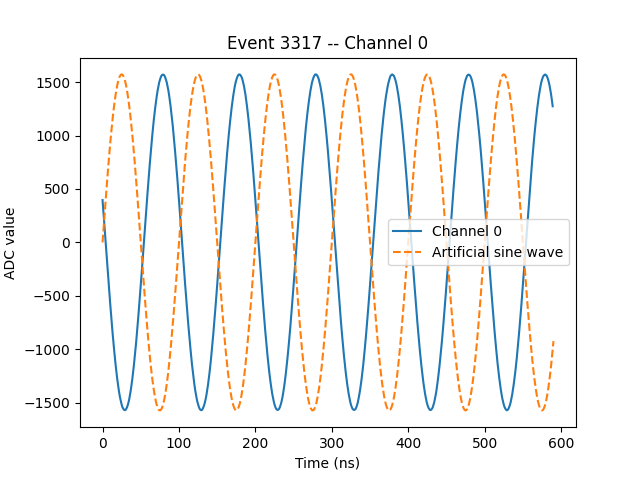 Event 3317 -- Channel 0
ADC value
1500
1000
500
0
−500
−1000
−1500
Channel 0
Artificial sine wave
0 100 200 300 400 500 600
Time (ns)